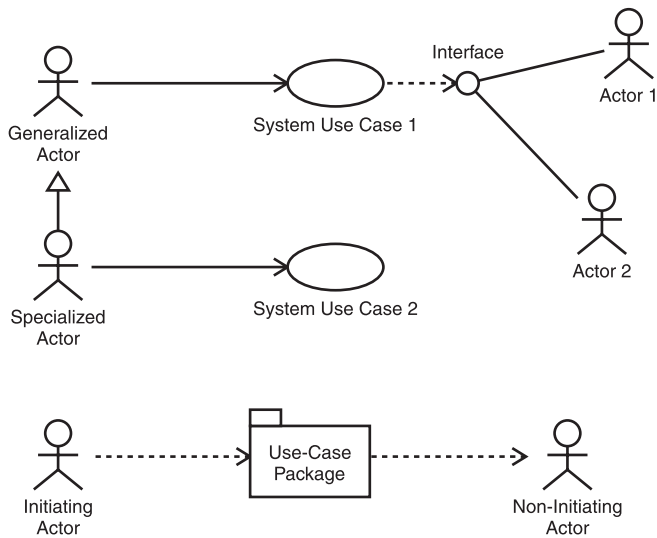 Interface
Actor 1
Generalized
Actor
System Use Case 1
Actor 2
Specialized
Actor
System Use Case 2
Use-Case
Package
Initiating
Actor
Non-Initiating
Actor